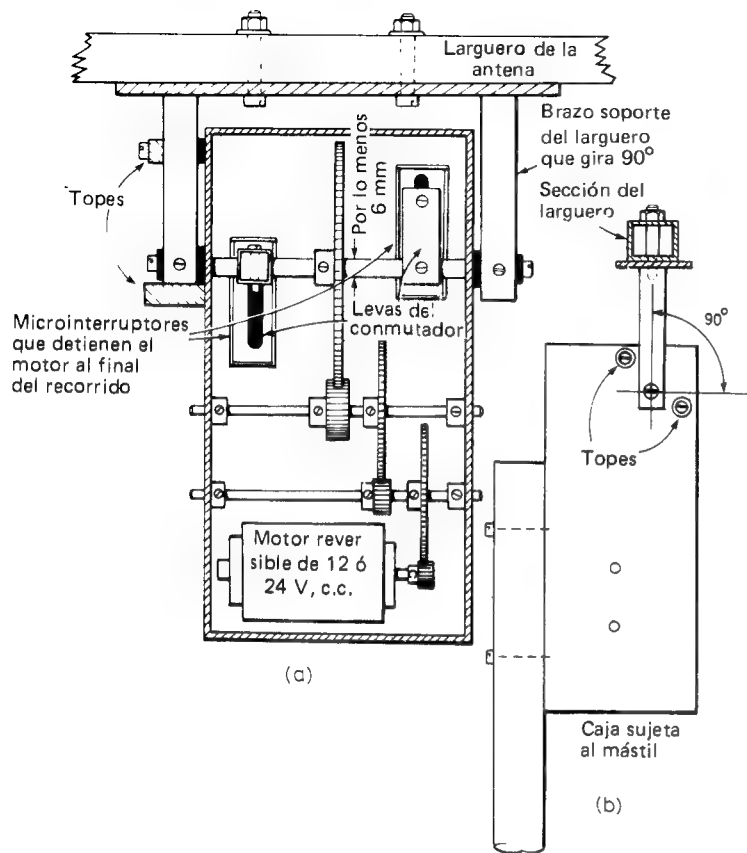 Larguero de la
antena
Brazo soporte
del larguero
que gira 90°
Sección del
larguero
Topes
Por lo menos
6 mm
Microinterruptores
que detienen el
motor al final
del recorrido
Levas del
conmutador
90°
Topes
Motor rever
sible de 12 ó
24 V, c.c.
(a)
Caja sujeta
al mástil
(b)